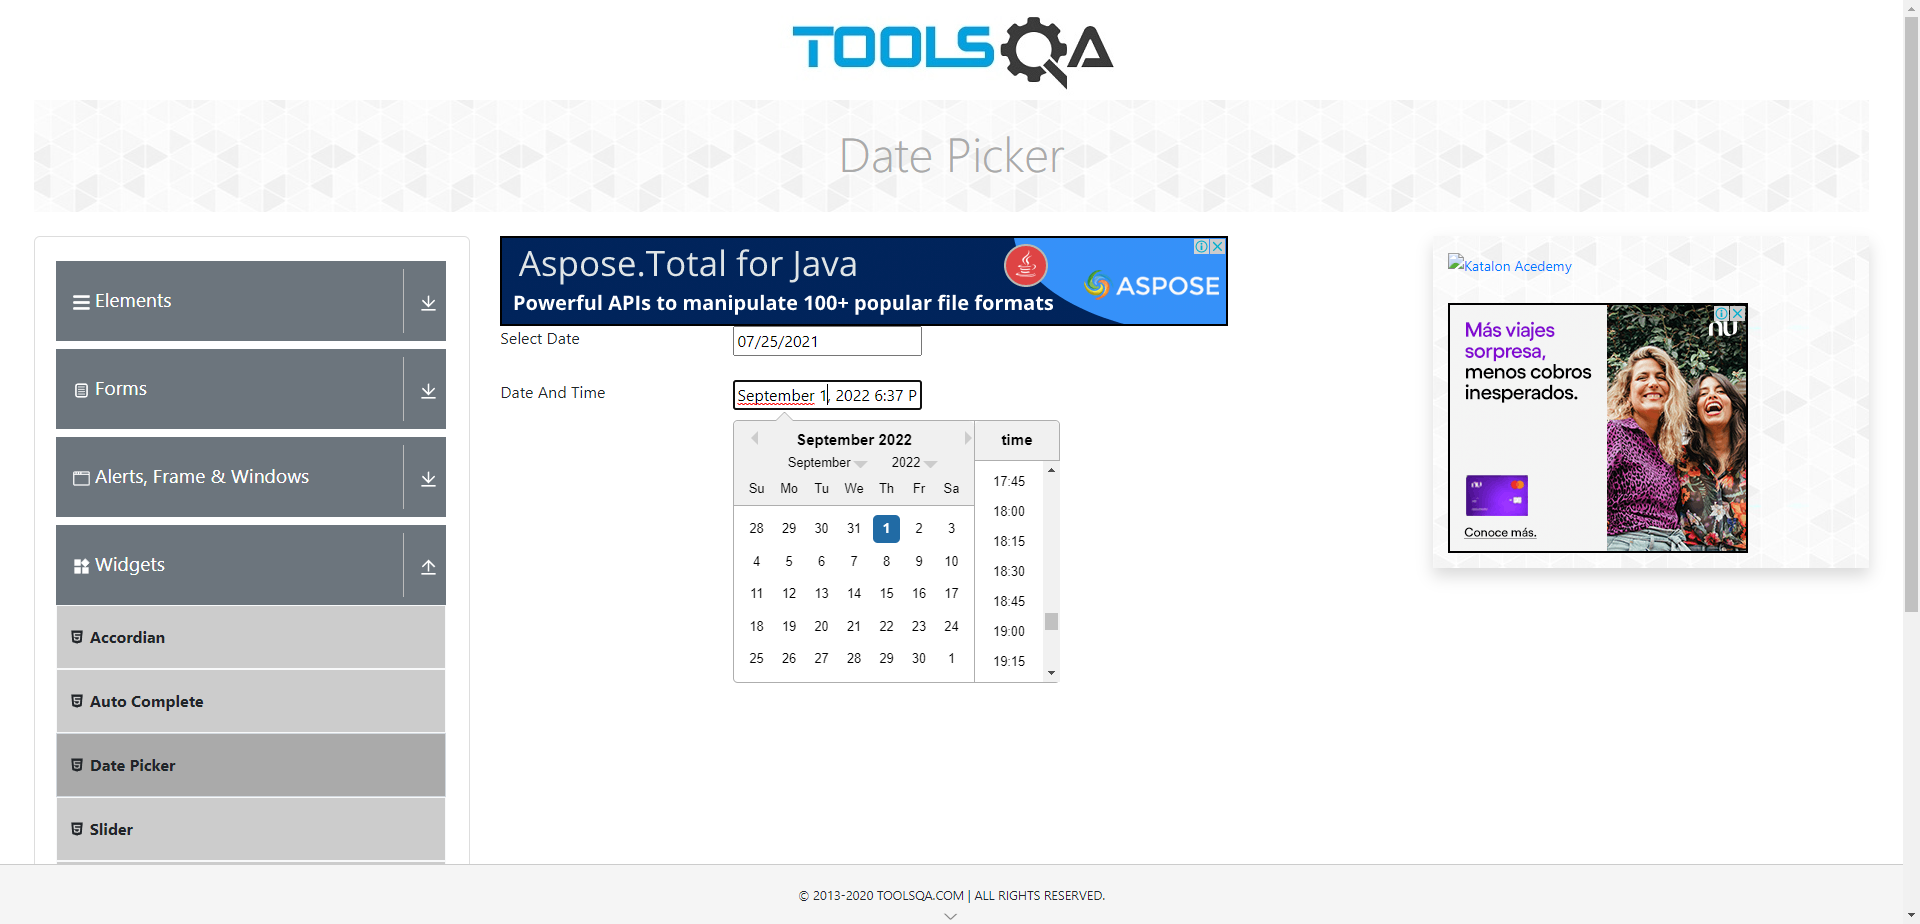 TOOLSQA
Date Picker
Elements
Forms
Alerts, Frame & Windows
Widgets
Accordian
Auto Complete
Date Picker
Slider
Aspose.Total for Java
Powerful APIs to manipulate 100+ popular file formats
ASPOSE
Select Date
07/25/2021
Date And Time
September 1, 2022 6:37 P
September 2022
September 2022
Su Mo Tu We Th Fr Sa
28 29 30 31 1 2 3
4 5 6 7 8 9 10
11 12 13 14 15 16 17
18 19 20 21 22 23 24
25 26 27 28 29 30 1
time
17:45
18:00
18:15
18:30
18:45
19:00
19:15
Katalon Acedemy
nu
Más viajes
sorpresa,
menos cobros
inesperados.
nu
Conoce más.
© 2013-2020 TOOLSQA.COM | ALL RIGHTS RESERVED.